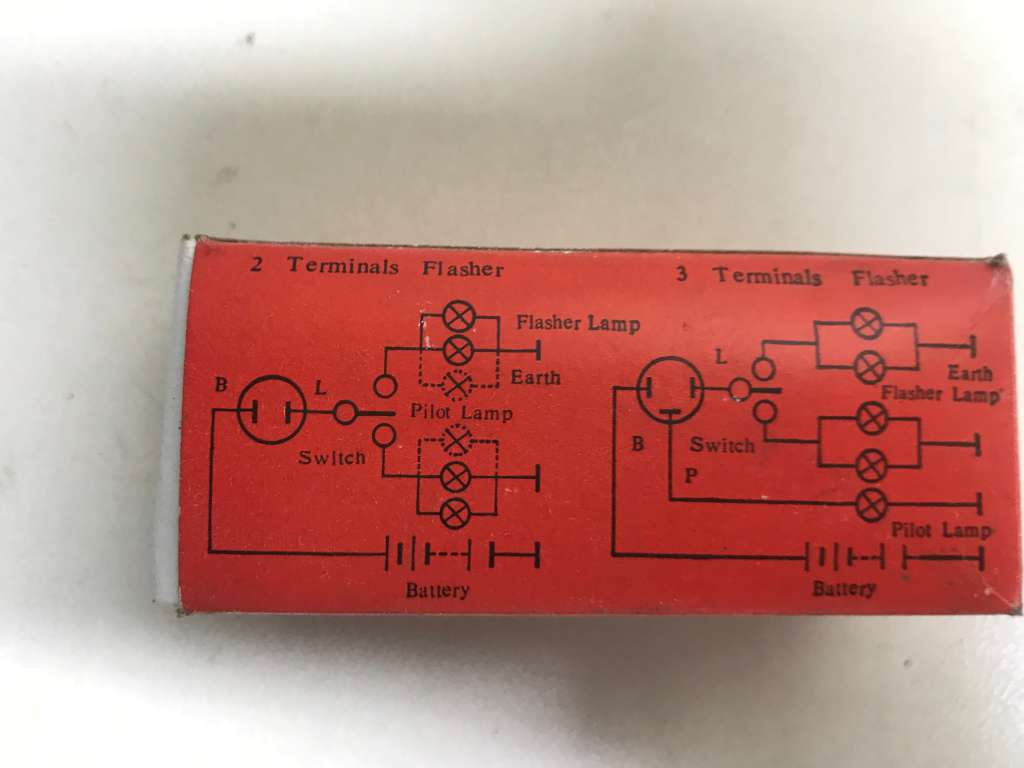 2 Terminals Flasher
Flasher Lamp
B
L
Earth
Pilot Lamp
Switch
Battery
3 Terminals Flasher
L
Earth
Flasher Lamp
B
Switch
P
Pilot Lamp
Battery